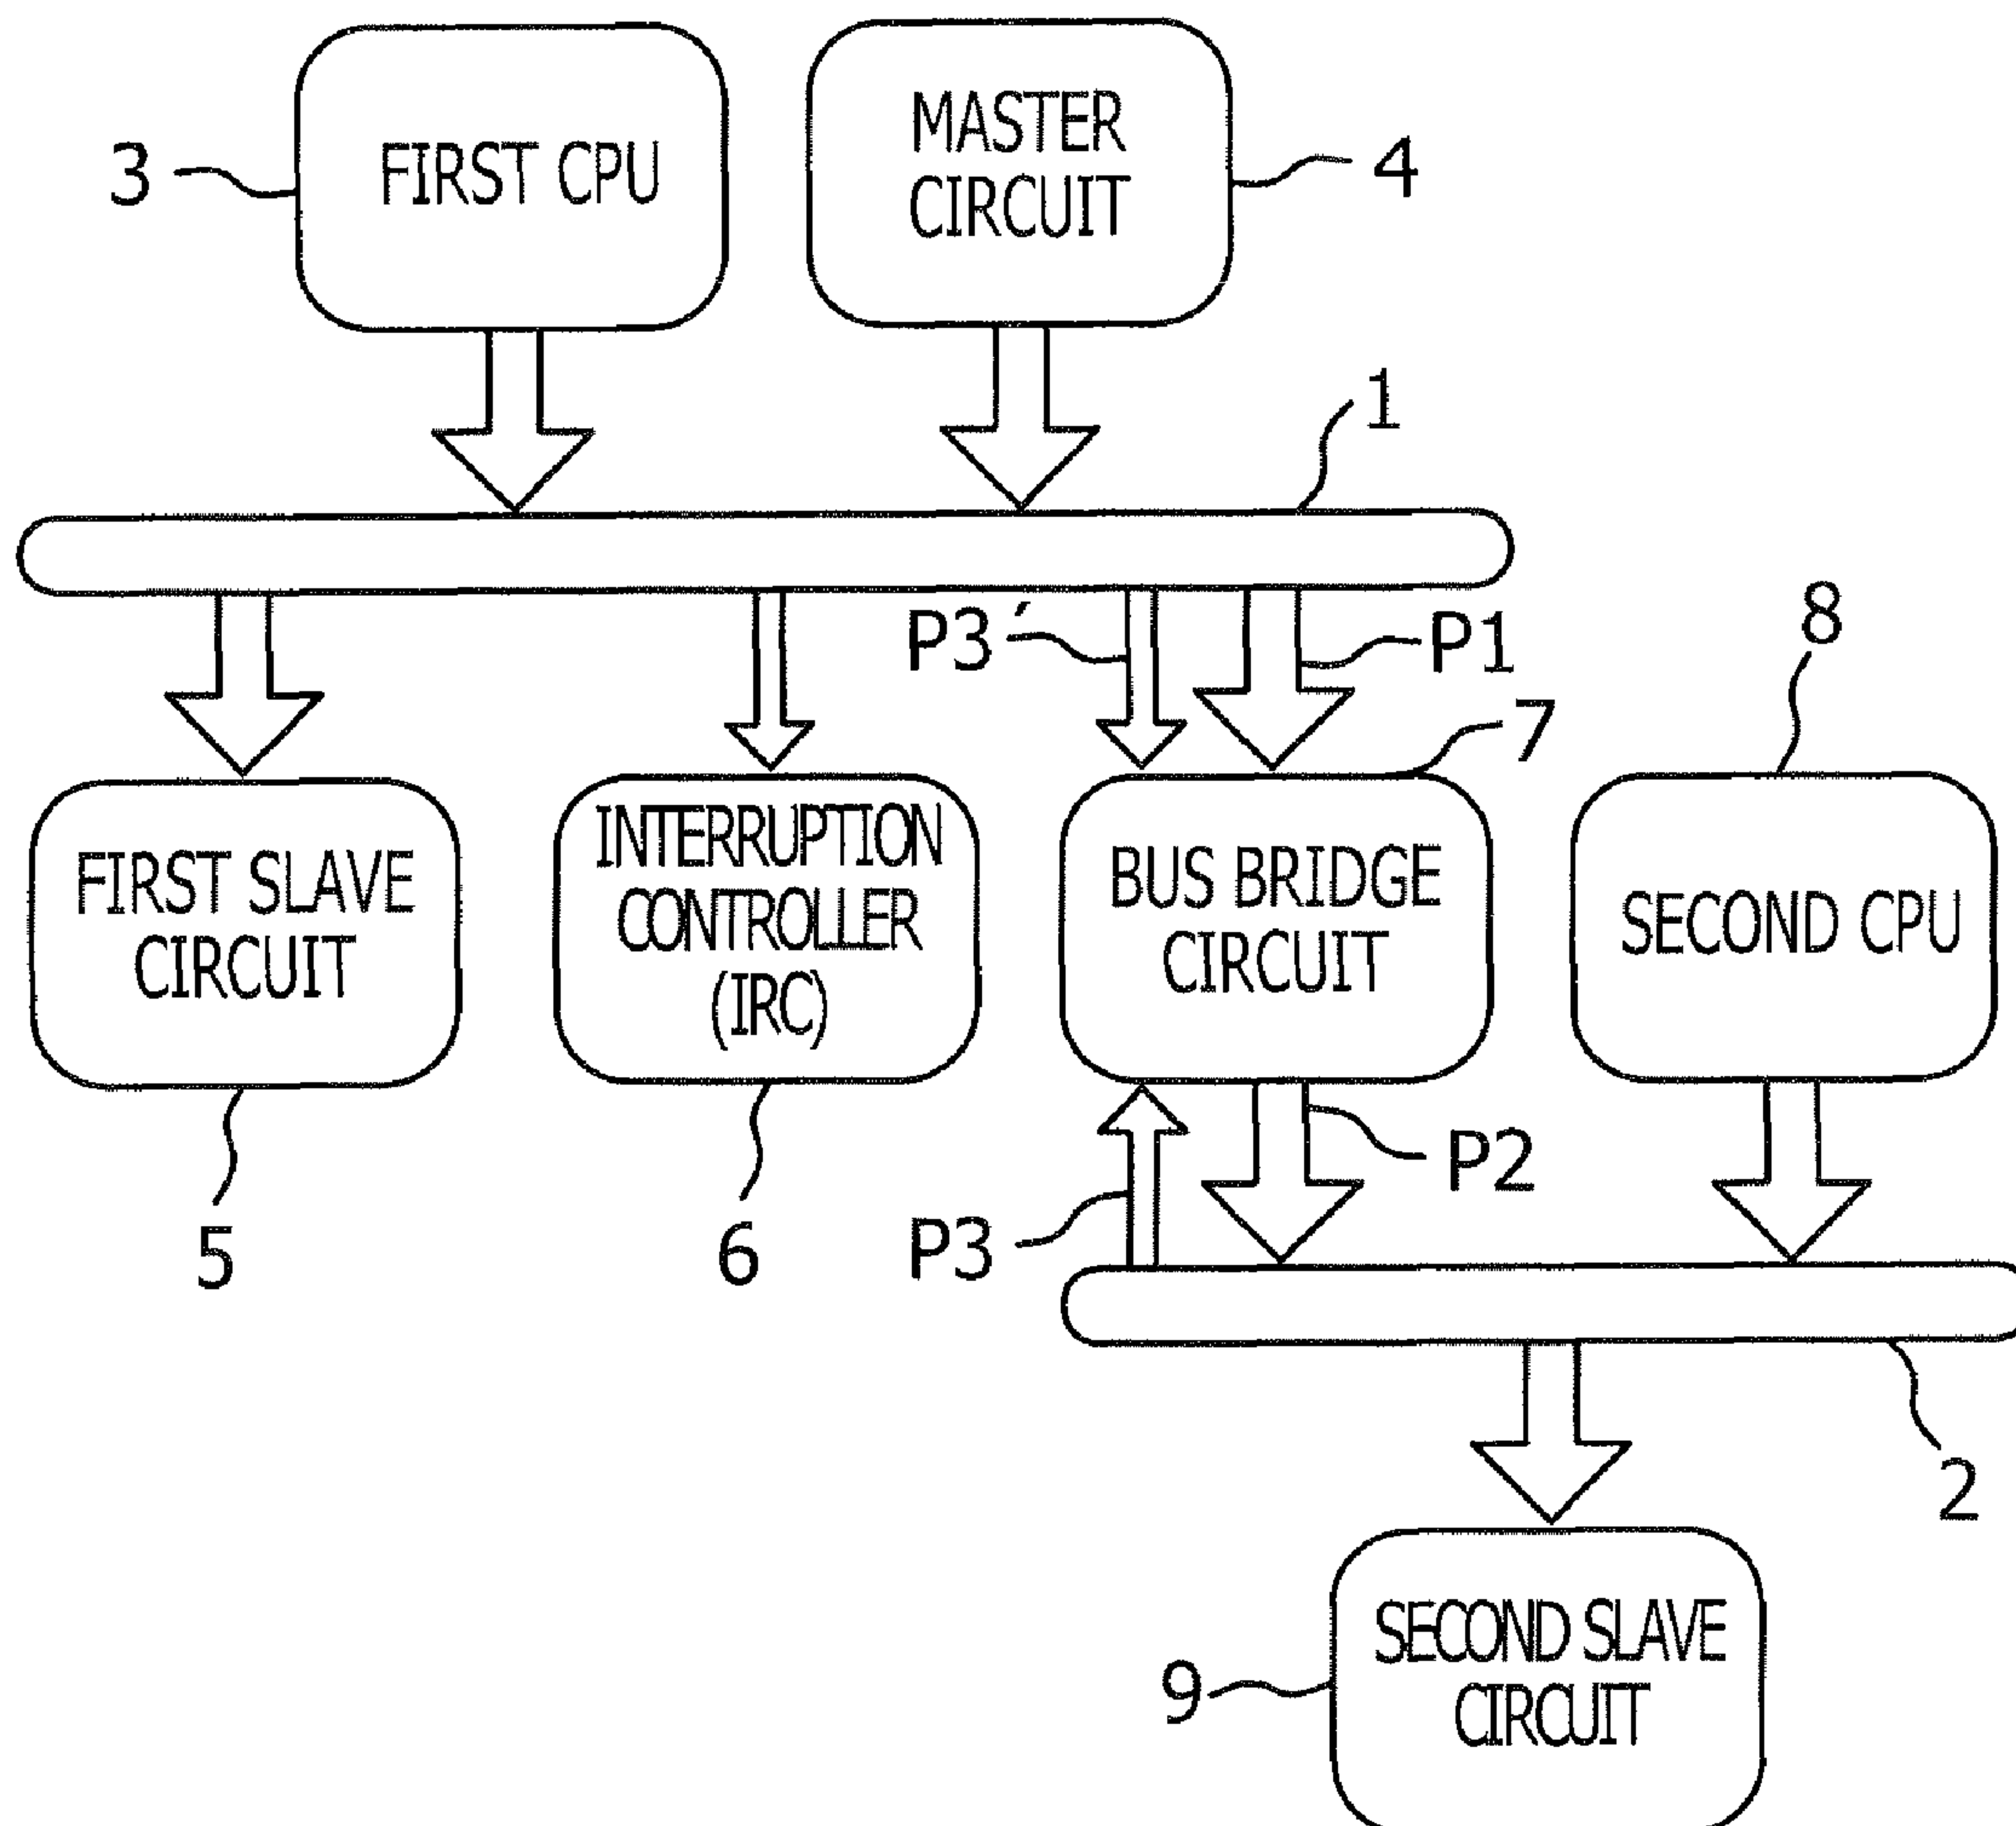 FIRST CPU
MASTER
CIRCUIT
3
4
1
P3´
P1
8
7
FIRST SLAVE
CIRCUIT
INTERRUPTION
CONTROLLER
(IRC)
BUS BRIDGE
CIRCUIT
SECOND CPU
P2
5
6
P3
2
SECOND SLAVE
CIRCUIT
9